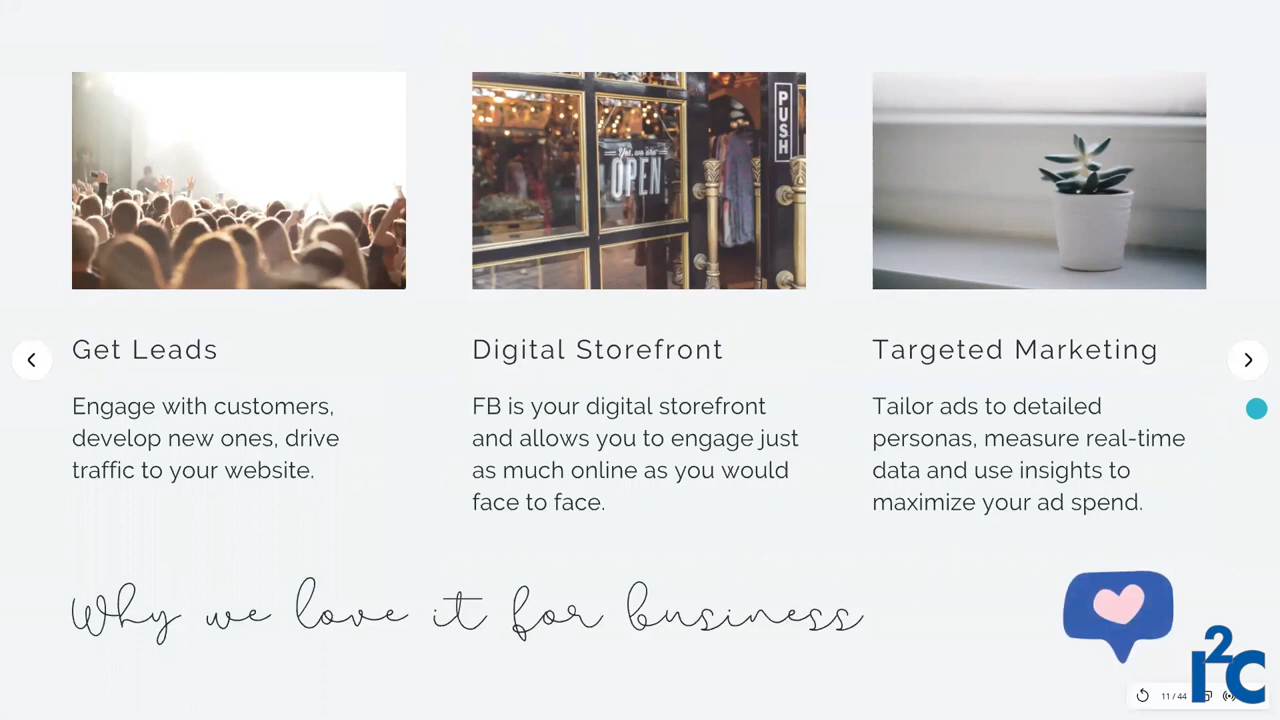 Yes, we are
OPEN
PUSH
Get Leads
Engage with customers,
develop new ones, drive
traffic to your website.
Digital Storefront
FB is your digital storefront
and allows you to engage just
as much online as you would
face to face.
Targeted Marketing
Tailor ads to detailed
personas, measure real-time
data and use insights to
maximize your ad spend.
Why we love it for business
I2C
11 / 44